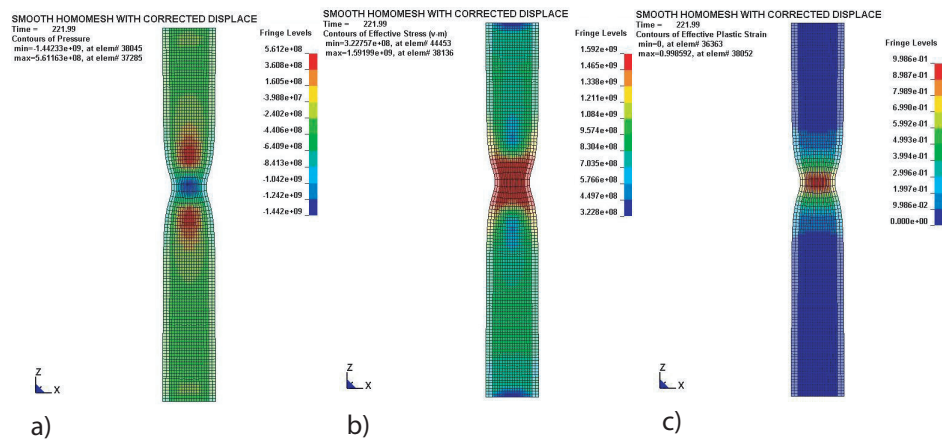 SMOOTH HOMOMESH WITH CORRECTED DISPLACE
Time = 221.99
Contours of Pressure
min=-1.44233e+09, at elem# 38045
max=5.61163e+08, at elem# 37285
Fringe Levels
5.612e+08
3.608e+08
1.605e+08
-3.988e+07
-2.402e+08
-4.406e+08
-6.409e+08
-8.413e+08
-1.042e+09
-1.242e+09
-1.442e+09
Z
X
a)
SMOOTH HOMOMESH WITH CORRECTED DISPLACE
Time = 221.99
Contours of Effective Stress (v-m)
min=3.22757e+08, at elem# 44453
max=1.59199e+09, at elem# 38136
Fringe Levels
1.592e+09
1.465e+09
1.338e+09
1.211e+09
1.084e+09
9.574e+08
8.304e+08
7.035e+08
5.766e+08
4.497e+08
3.228e+08
Z
X
b)
SMOOTH HOMOMESH WITH CORRECTED DISPLACE
Time = 221.99
Contours of Effective Plastic Strain
min=0, at elem# 36363
max=0.998592, at elem# 38052
Fringe Levels
9.986e-01
8.987e-01
7.989e-01
6.990e-01
5.992e-01
4.993e-01
3.994e-01
2.996e-01
1.997e-01
9.986e-02
0.000e+00
Z
X
c)